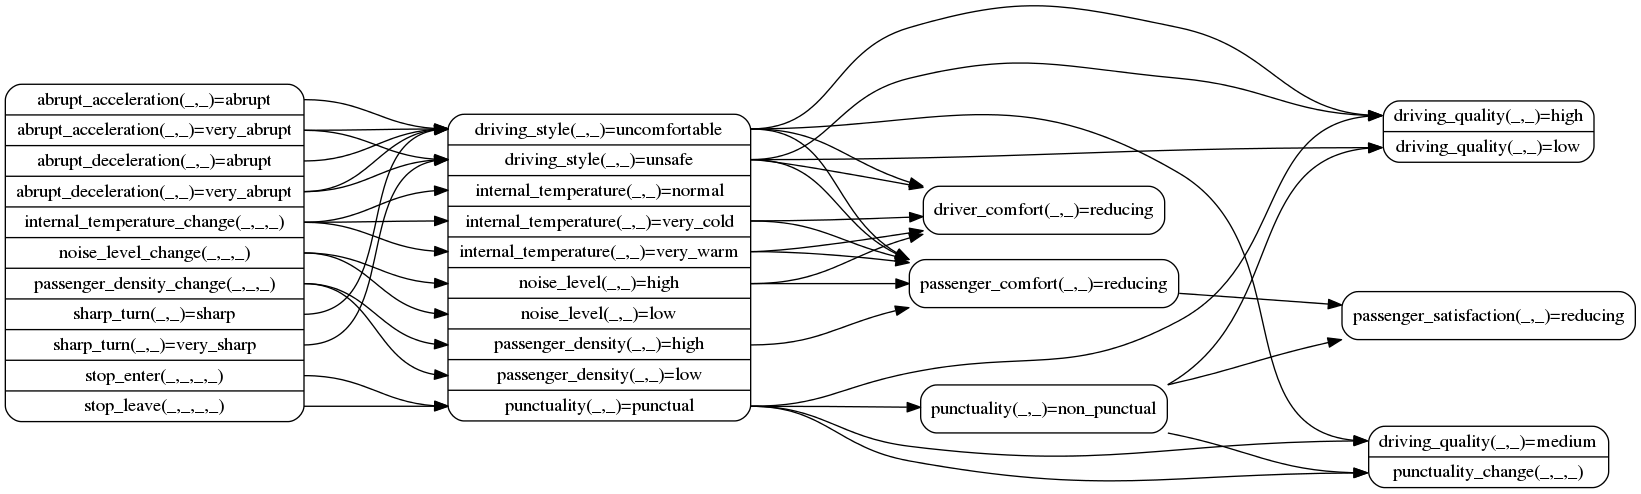 abrupt_acceleration(_,_)=abrupt
abrupt_acceleration(_,_)=very_abrupt
abrupt_deceleration(_,_)=abrupt
abrupt_deceleration(_,_)=very_abrupt
internal_temperature_change(_,_,_)
noise_level_change(_,_,_)
passenger_density_change(_,_,_)
sharp_turn(_,_)=sharp
sharp_turn(_,_)=very_sharp
stop_enter(_,_,_,_)
stop_leave(_,_,_,_)
driving_style(_,_)=uncomfortable
driving_style(_,_)=unsafe
internal_temperature(_,_)=normal
internal_temperature(_,_)=very_cold
internal_temperature(_,_)=very_warm
noise_level(_,_)=high
noise_level(_,_)=low
passenger_density(_,_)=high
passenger_density(_,_)=low
punctuality(_,_)=punctual
driver_comfort(_,_)=reducing
passenger_comfort(_,_)=reducing
punctuality(_,_)=non_punctual
driving_quality(_,_)=high
driving_quality(_,_)=low
passenger_satisfaction(_,_)=reducing
driving_quality(_,_)=medium
punctuality_change(_,_,_)